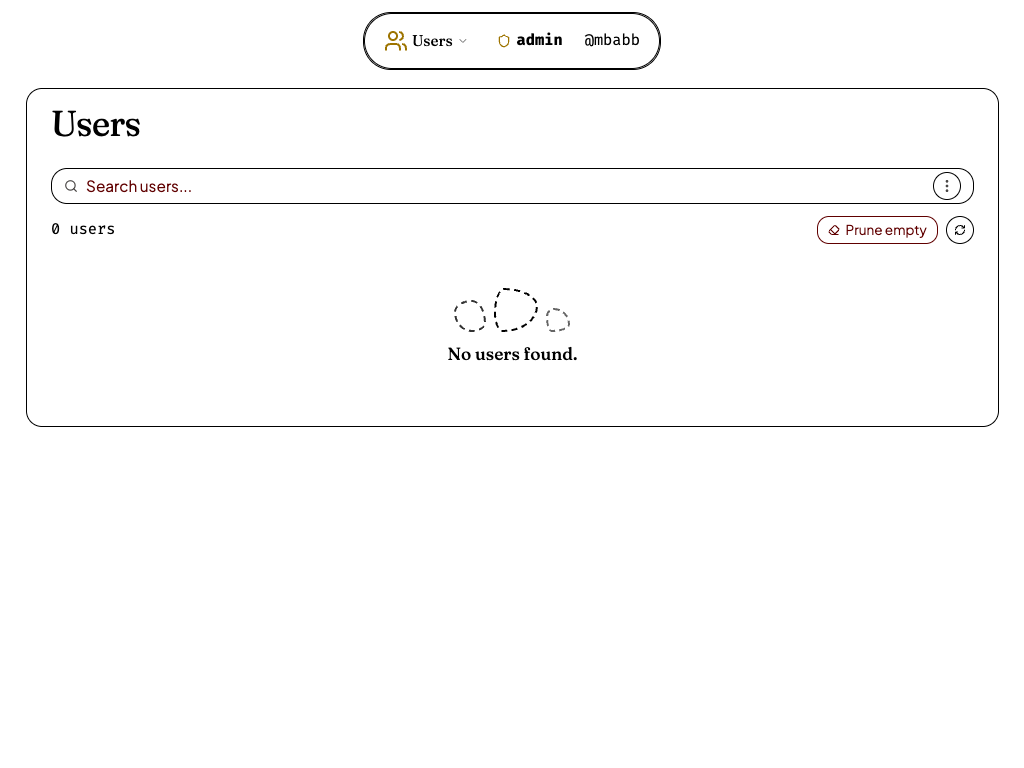 Users admin @mbabb
Users
Search users...
0 users Prune empty
No users found.